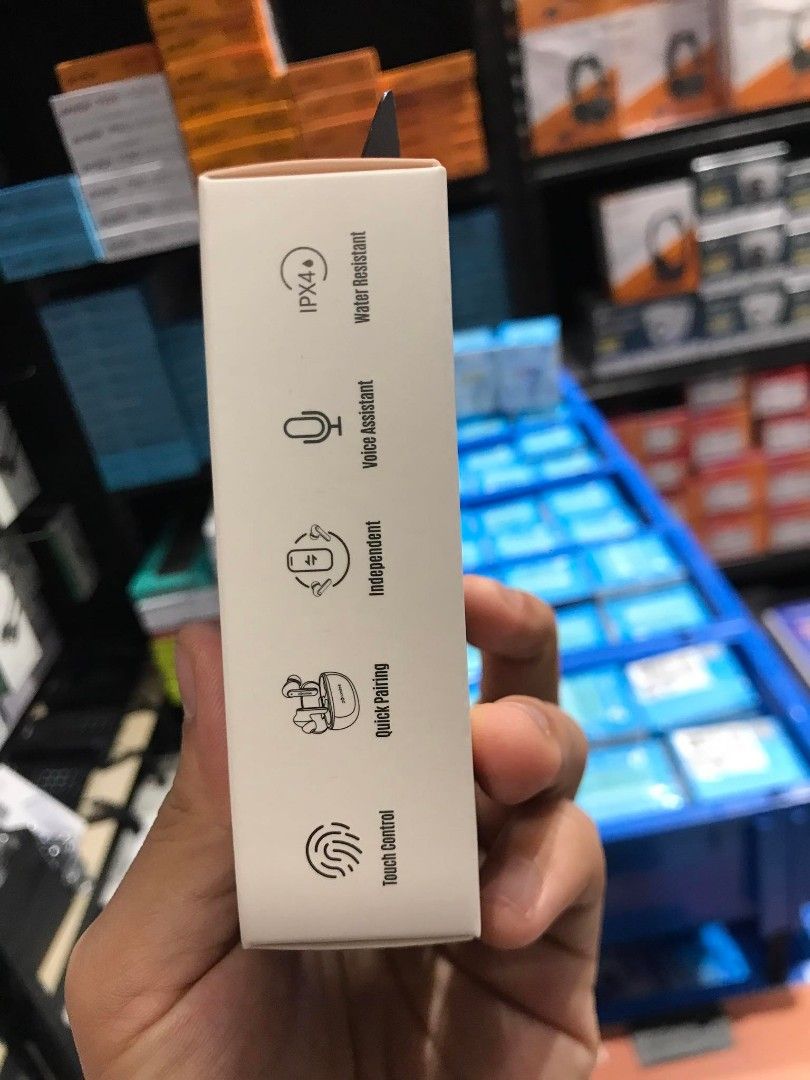 Touch Control
Quick Pairing
Independent
Voice Assistant
IPX4
Water Resistant